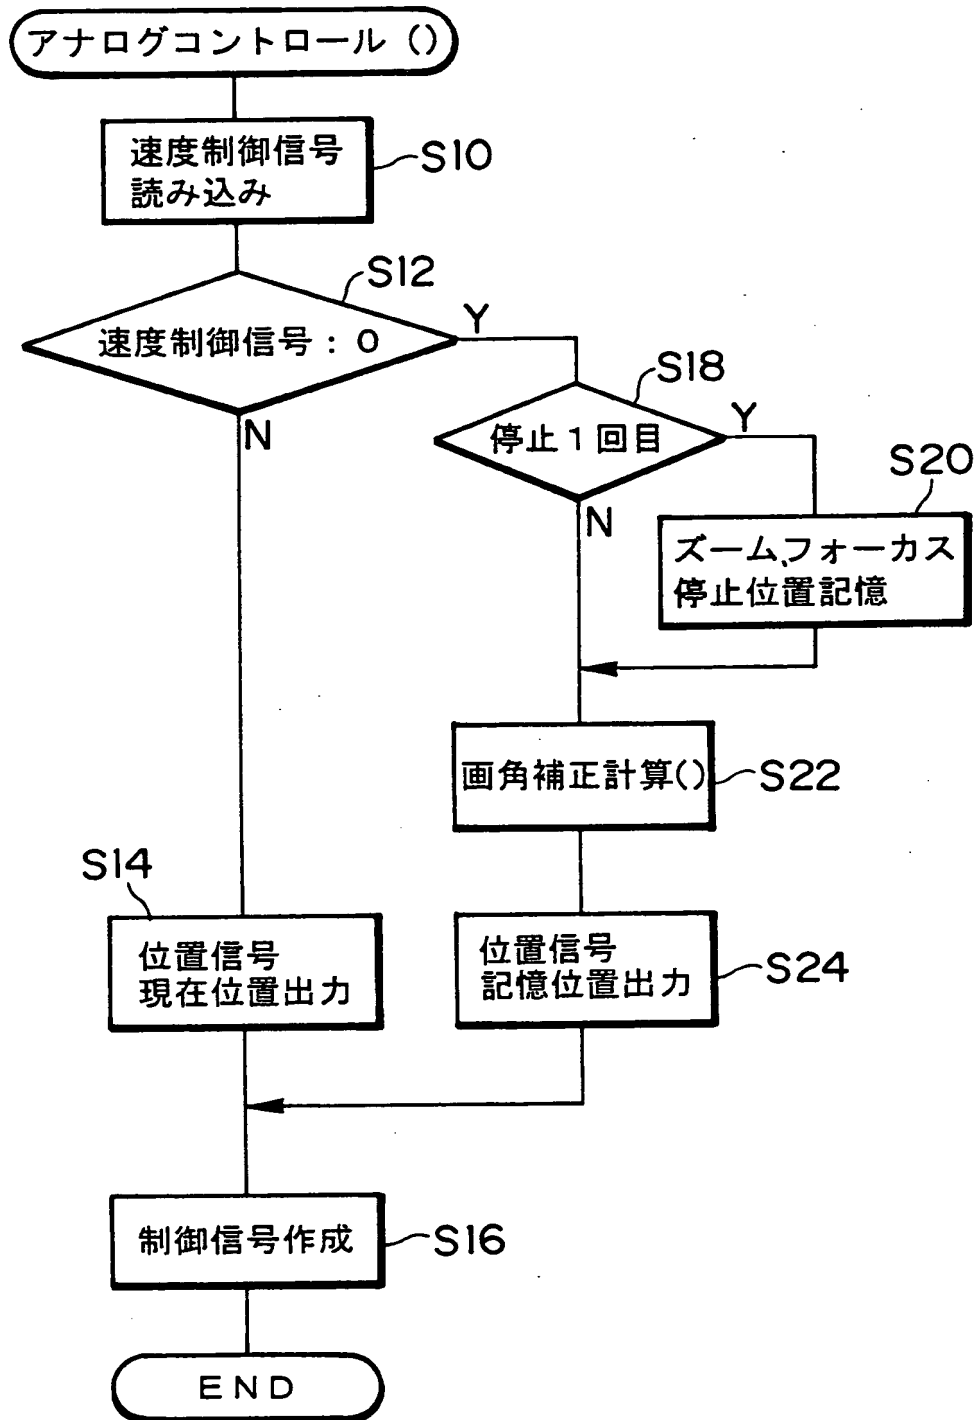 アナログコントロール()
速度制御信号
読み込み
S10
S12
速度制御信号:0
Y
N
S18
停止1回目
Y
N
S20
ズーム、フォーカス
停止位置記憶
画角補正計算()
S22
S14
位置信号
現在位置出力
位置信号
記憶位置出力
S24
制御信号作成
S16
END